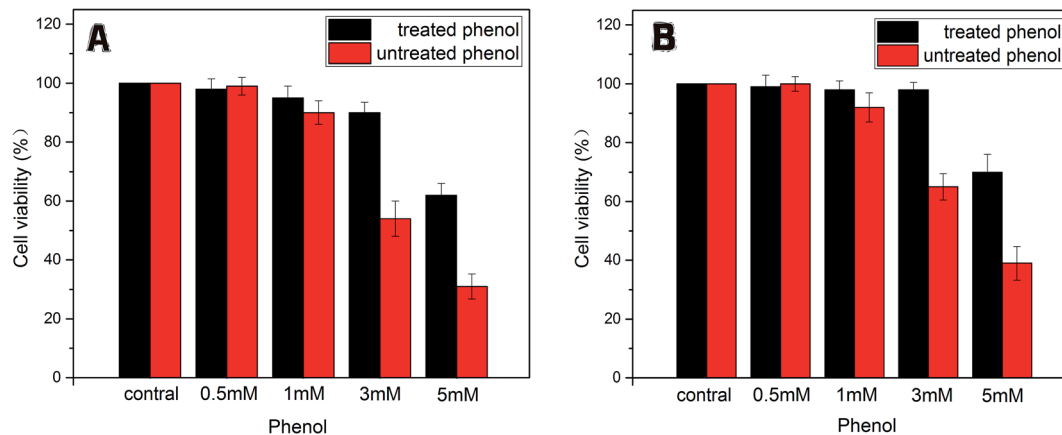 A
treated phenol
untreated phenol
120
100
80
60
40
20
0
Cell viability (%)
contral 0.5mM 1mM 3mM 5mM
Phenol
B
treated phenol
untreated phenol
120
100
80
60
40
20
0
Cell viability (%)
contral 0.5mM 1mM 3mM 5mM
Phenol